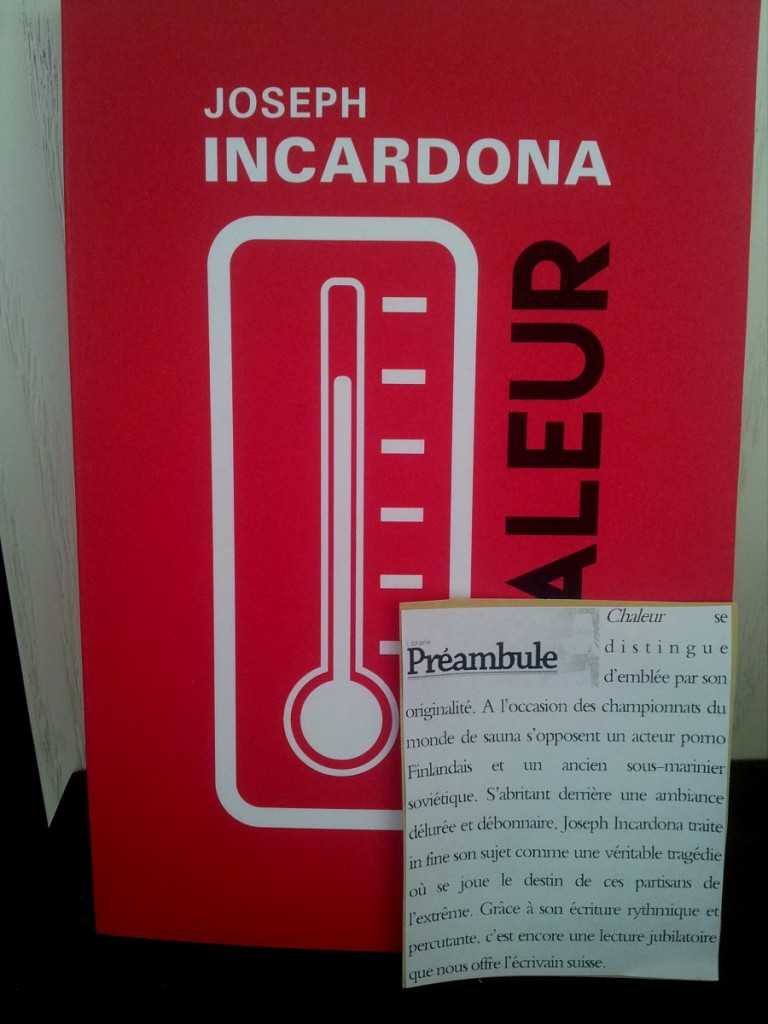 JOSEPH
INCARDONA
ALEUR
Librairie
Préambule
Chaleur se
distingue
d'emblée par son
originalité. A l'occasion des championnats du
monde de sauna s'opposent un acteur porno
Finlandais et un ancien sous-marinier
soviétique. S'abritant derrière une ambiance
délurée et débonnaire, Joseph Incardona traite
in fine son sujet comme une véritable tragédie
où se joue le destin de ces partisans de
l'extrême. Grâce à son écriture rythmique et
percutante, c'est encore une lecture jubilatoire
que nous offre l'écrivain suisse.